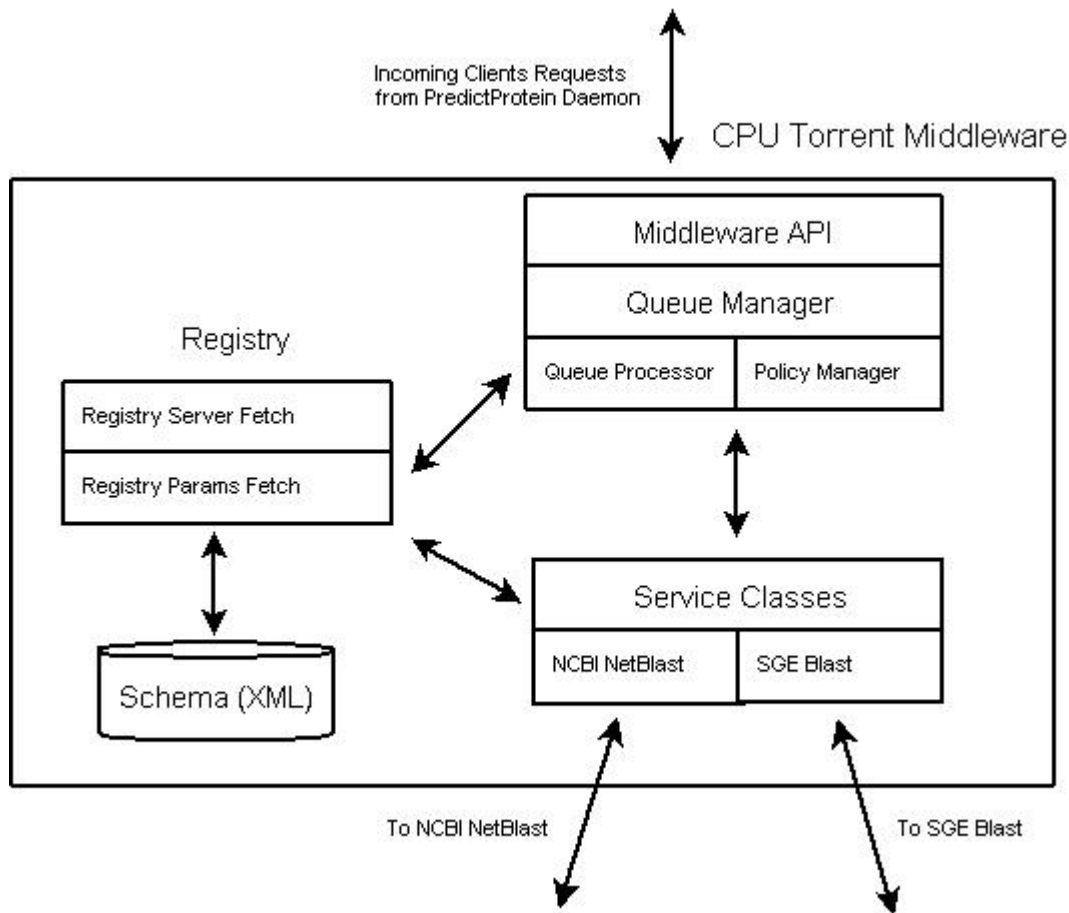 Incoming Clients Requests
from PredictProtein Daemon
CPU Torrent Middleware
Middleware API
Queue Manager
Queue Processor
Policy Manager
Registry
Registry Server Fetch
Registry Params Fetch
Schema (XML)
Service Classes
NCBI NetBlast
SGE Blast
To NCBI NetBlast
To SGE Blast